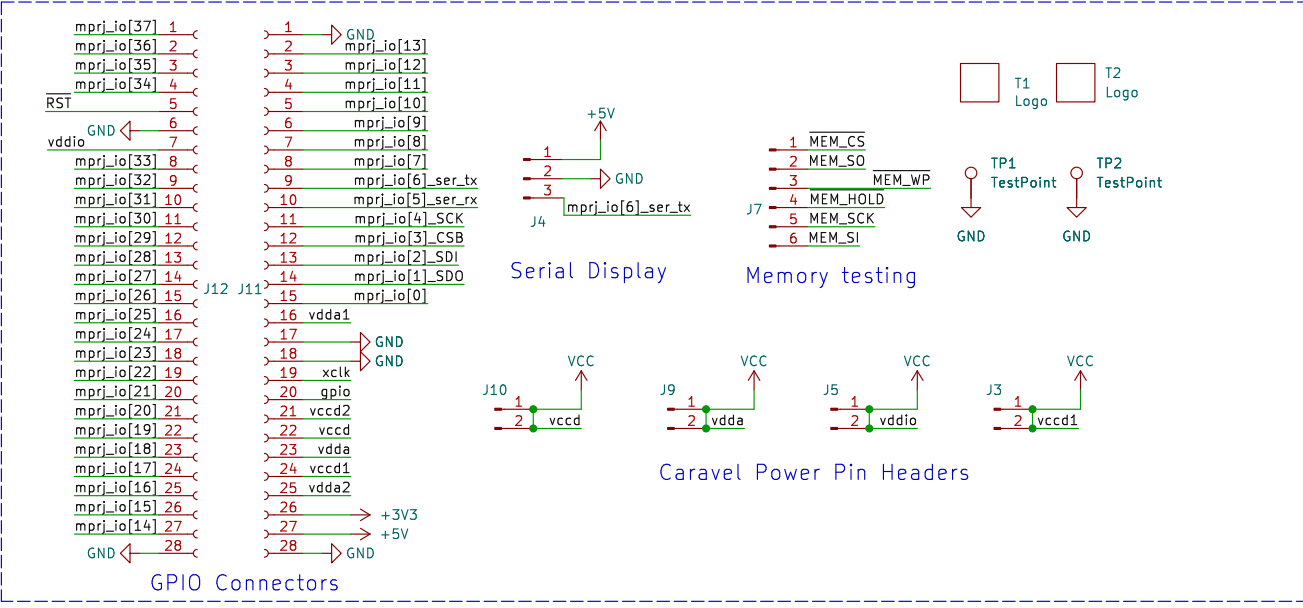 mprj_io[37] 1
mprj_io[36] 2
mprj_io[35] 3
mprj_io[34] 4
RST 5
GND 6
vddio 7
mprj_io[33] 8
mprj_io[32] 9
mprj_io[31] 10
mprj_io[30] 11
mprj_io[29] 12
mprj_io[28] 13
mprj_io[27] 14
mprj_io[26] 15
mprj_io[25] 16
mprj_io[24] 17
mprj_io[23] 18
mprj_io[22] 19
mprj_io[21] 20
mprj_io[20] 21
mprj_io[19] 22
mprj_io[18] 23
mprj_io[17] 24
mprj_io[16] 25
mprj_io[15] 26
mprj_io[14] 27
GND 28
J12
J11
1 GND
2 mprj_io[13]
3 mprj_io[12]
4 mprj_io[11]
5 mprj_io[10]
6 mprj_io[9]
7 mprj_io[8]
8 mprj_io[7]
9 mprj_io[6]_ser_tx
10 mprj_io[5]_ser_rx
11 mprj_io[4]_SCK
12 mprj_io[3]_CSB
13 mprj_io[2]_SDI
14 mprj_io[1]_SDO
15 mprj_io[0]
16 vdda1
17 GND
18 GND
19 xclk
20 gpio
21 vccd2
22 vccd
23 vdda
24 vccd1
25 vdda2
26 +3V3
27 +5V
28 GND
GPIO Connectors
+5V
1
2 GND
3
mprj_io[6]_ser_tx
J4
Serial Display
1 MEM_CS
2 MEM_SO
3 MEM_WP
4 MEM_HOLD
5 MEM_SCK
6 MEM_SI
J7
Memory testing
T1
Logo
T2
Logo
TP1
TestPoint
GND
TP2
TestPoint
GND
VCC
J10
1
2 vccd
VCC
J9
1
2 vdda
VCC
J5
1
2 vddio
VCC
J3
1
2 vccd1
Caravel Power Pin Headers